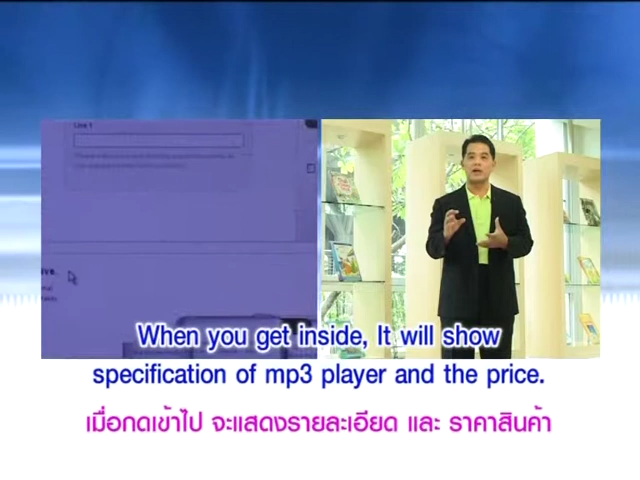 Line 1
When you get inside, It will show
specification of mp3 player and the price.
เมื่อกดเข้าไป จะแสดงรายละเอียด และ ราคาสินค้า